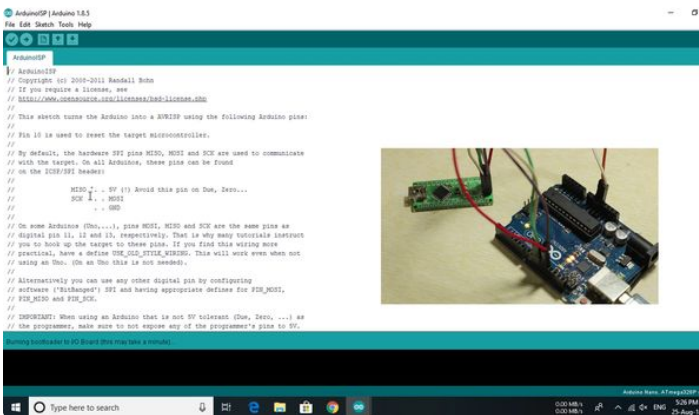 ArduinoISP | Arduino 1.8.5
File Edit Sketch Tools Help
ArduinoISP
// ArduinoISP
// Copyright (c) 2008-2011 Randall Bohn
// If you require a license, see
// http://www.opensource.org/licenses/bsd-license.php
//
// This sketch turns the Arduino into a AVRISP using the following Arduino pins:
//
// Pin 10 is used to reset the target microcontroller.
//
// By default, the hardware SPI pins MISO, MOSI and SCK are used to communicate
// with the target. On all Arduinos, these pins can be found
// on the ICSP/SPI header:
//
// MISO °. . 5V (!) Avoid this pin on Due, Zero...
// SCK . . MOSI
// . . GND
//
// On some Arduinos (Uno,...), pins MOSI, MISO and SCK are the same pins as
// digital pin 11, 12 and 13, respectively. That is why many tutorials instruct
// you to hook up the target to these pins. If you find this wiring more
// practical, have a define USE_OLD_STYLE_WIRING. This will work even when not
// using an Uno. (On an Uno this is not needed).
//
// Alternatively you can use any other digital pin by configuring
// software ('BitBanged') SPI and having appropriate defines for PIN_MOSI,
// PIN_MISO and PIN_SCK.
//
// IMPORTANT: When using an Arduino that is not 5V tolerant (Due, Zero, ...) as
// the programmer, make sure to not expose any of the programmer's pins to 5V.
Burning bootloader to I/O Board (this may take a minute)...
Arduino Nano, ATmega328P
Type here to search
0.00 MB/s
0.00 MB/s
ENG
5:26 PM
25-Aug-